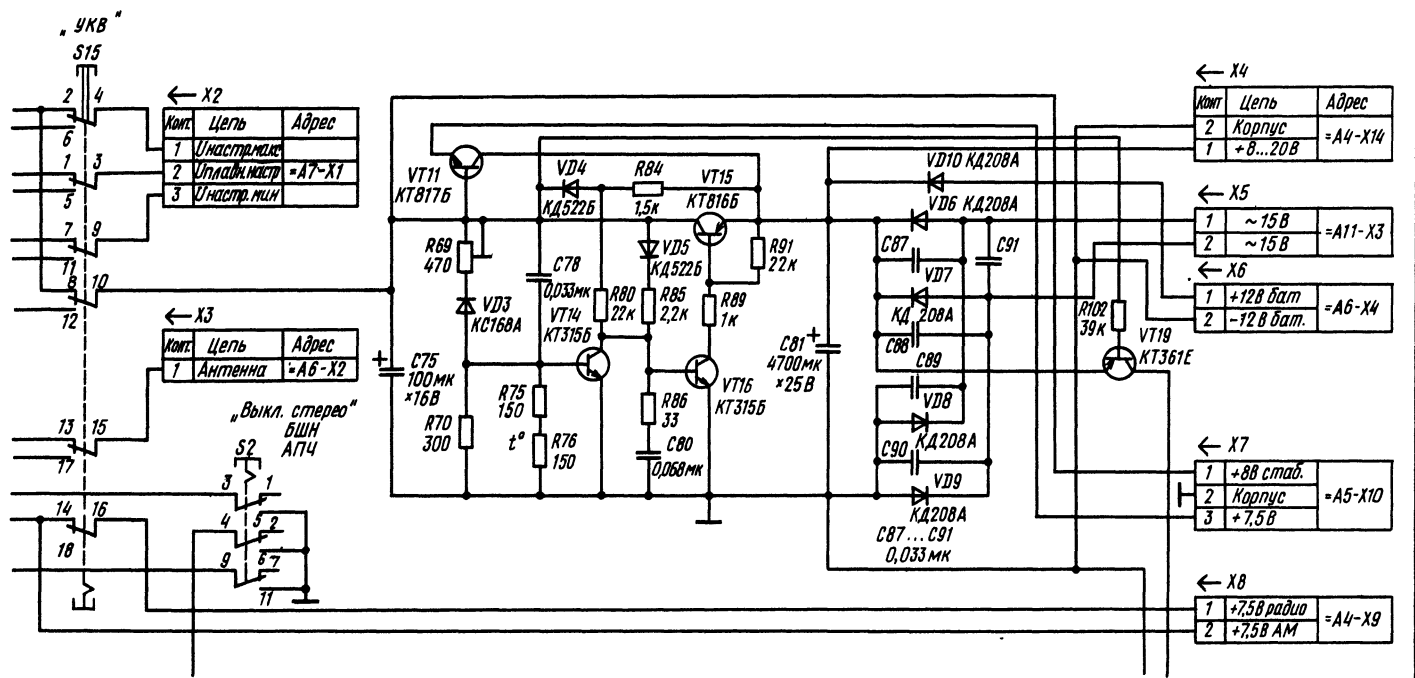 „УКВ“
S15
2 4
6
1 3
5
7 9
11
8 10
12
13 15
17
14 16
18
← X2
Конт. Цепь Адрес
1 Uнастр.макс
2 Uплавн.настр =A7-X1
3 Uнастр.мин
← X3
Конт. Цепь Адрес
1 Антенна =A6-X2
„Выкл. стерео“
БШН
АПЧ
S2
3 1
4 5 2
9 6 7
11
VT11
КТ817Б
R69
470
VD3
КС168А
+
C75
100мк
×16В
R70
300
VD4
КД522Б
C78
0,033мк
VT14
КТ315Б
R75
150
t°
R76
150
R84
1,5к
R80
22к
VD5
КД522Б
R85
2,2к
R86
33
C80
0,068мк
VT15
КТ816Б
R91
22к
R89
1к
VT16
КТ315Б
+
C81
4700мк
×25В
VD10 КД208А
VD6 КД208А
C87
C91
VD7
КД 208А
C88
C89
VD8
КД208А
C90
VD9
КД208А
C87...C91
0,033мк
R102
39к
VT19
КТ361Е
← X4
Конт Цепь Адрес
2 Корпус =A4-X14
1 +8...20В
← X5
1 ~15В =A11-X3
2 ~15В
← X6
1 +12В бат =A6-X4
2 -12В бат.
← X7
1 +8В стаб.
2 Корпус =A5-X10
3 +7,5В
← X8
1 +7,5В радио =A4-X9
2 +7,5В АМ